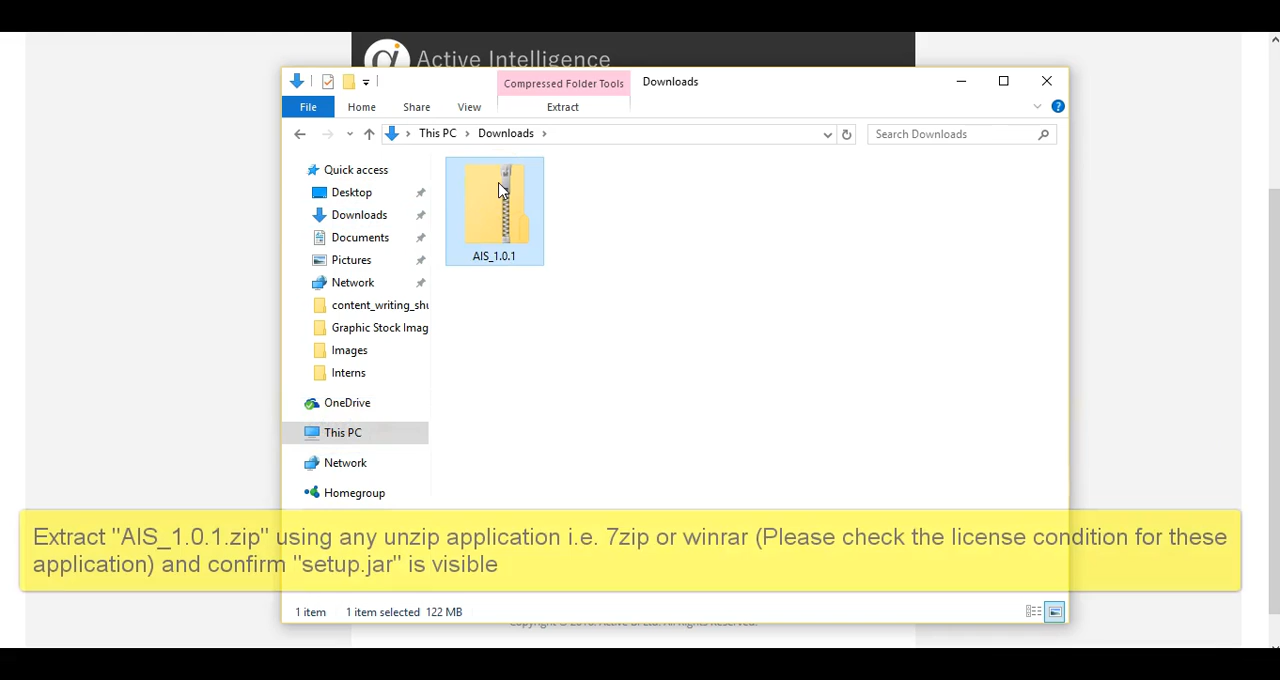 Active Intelligence
Compressed Folder Tools
Downloads
File
Home
Share
View
Extract
This PC
Downloads
Search Downloads
Quick access
Desktop
Downloads
Documents
Pictures
Network
content_writing_shu
Graphic Stock Imag
Images
Interns
OneDrive
This PC
Network
Homegroup
AIS_1.0.1
Extract "AIS_1.0.1.zip" using any unzip application i.e. 7zip or winrar (Please check the license condition for these
application) and confirm "setup.jar" is visible
1 item
1 item selected 122 MB